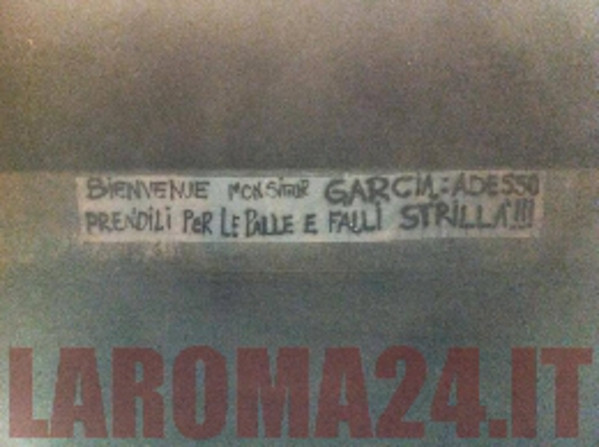 BIENVENUE MONSIEUR GARCIA: ADESSO
PRENDILI PER LE PALLE E FALLI STRILLA'!!!
LAROMA24.IT